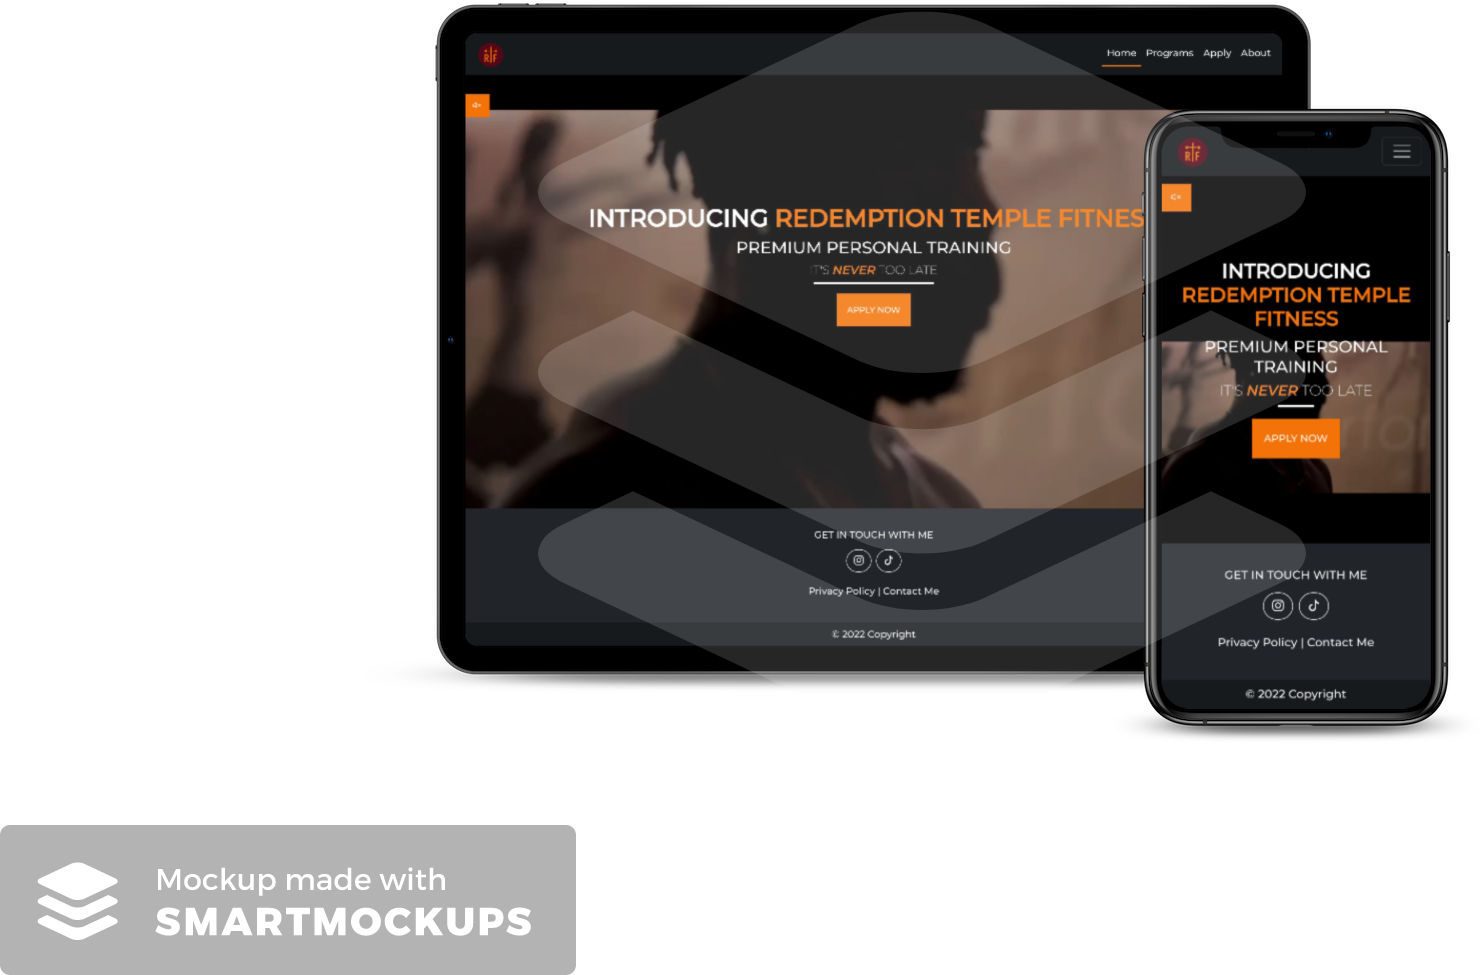 RTF
Home Programs Apply About
INTRODUCING REDEMPTION TEMPLE FITNES
PREMIUM PERSONAL TRAINING
IT'S NEVER TOO LATE
APPLY NOW
GET IN TOUCH WITH ME
Privacy Policy | Contact Me
© 2022 Copyright
RTF
INTRODUCING
REDEMPTION TEMPLE
FITNESS
PREMIUM PERSONAL
TRAINING
IT'S NEVER TOO LATE
APPLY NOW
GET IN TOUCH WITH ME
Privacy Policy | Contact Me
© 2022 Copyright
Mockup made with
SMARTMOCKUPS